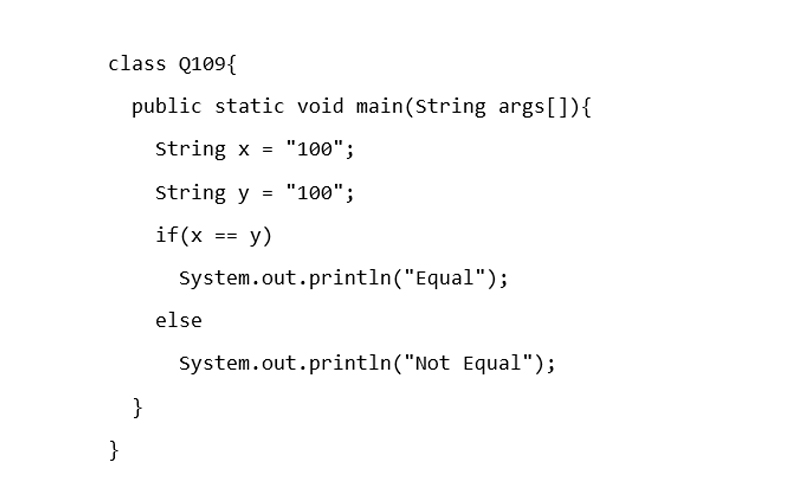 class Q109{
public static void main(String args[]){
String x = "100";
String y = "100";
if(x == y)
System.out.println("Equal");
else
System.out.println("Not Equal");
}
}